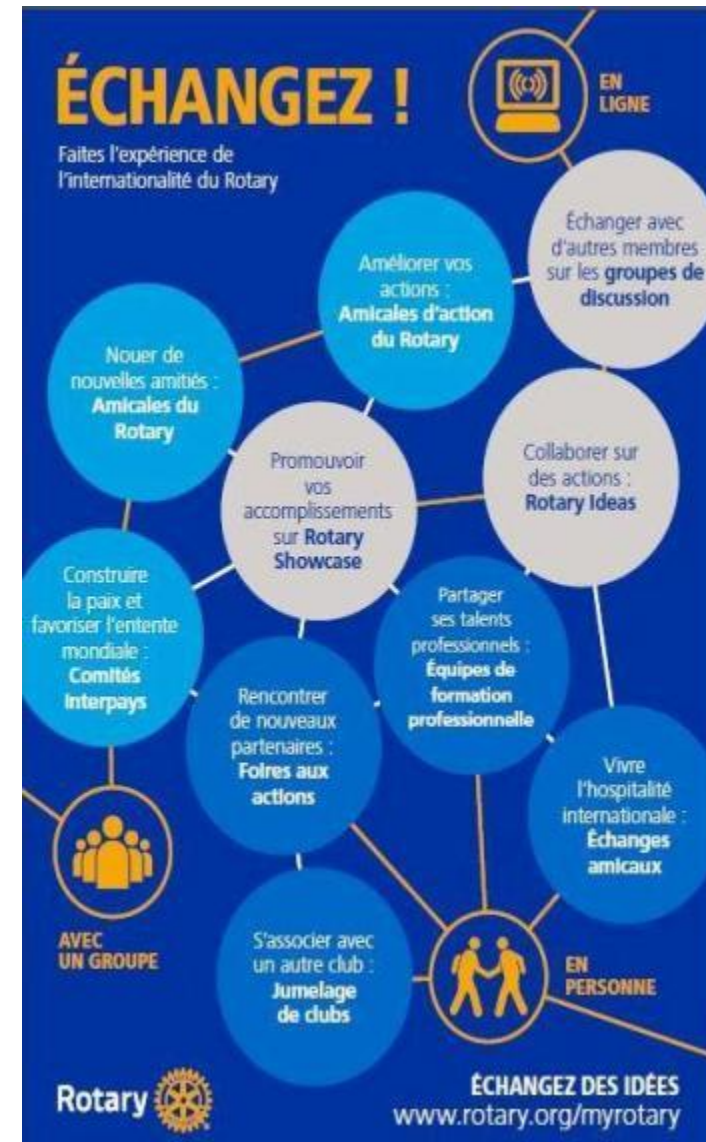 ÉCHANGEZ !
Faites l'expérience de
l'internationalité du Rotary
EN
LIGNE
Échanger avec
d'autres membres
sur les groupes de
discussion
Améliorer vos
actions :
Amicales d'action
du Rotary
Nouer de
nouvelles amitiés :
Amicales du
Rotary
Promouvoir
vos
accomplissements
sur Rotary
Showcase
Collaborer sur
des actions :
Rotary Ideas
Construire
la paix et
favoriser l'entente
mondiale :
Comités
Interpays
Partager
ses talents
professionnels :
Équipes de
formation
professionnelle
Rencontrer
de nouveaux
partenaires :
Foires aux
actions
Vivre
l'hospitalité
internationale :
Échanges
amicaux
AVEC
UN GROUPE
S'associer avec
un autre club :
Jumelage
de clubs
EN
PERSONNE
Rotary
ÉCHANGEZ DES IDÉES
www.rotary.org/myrotary